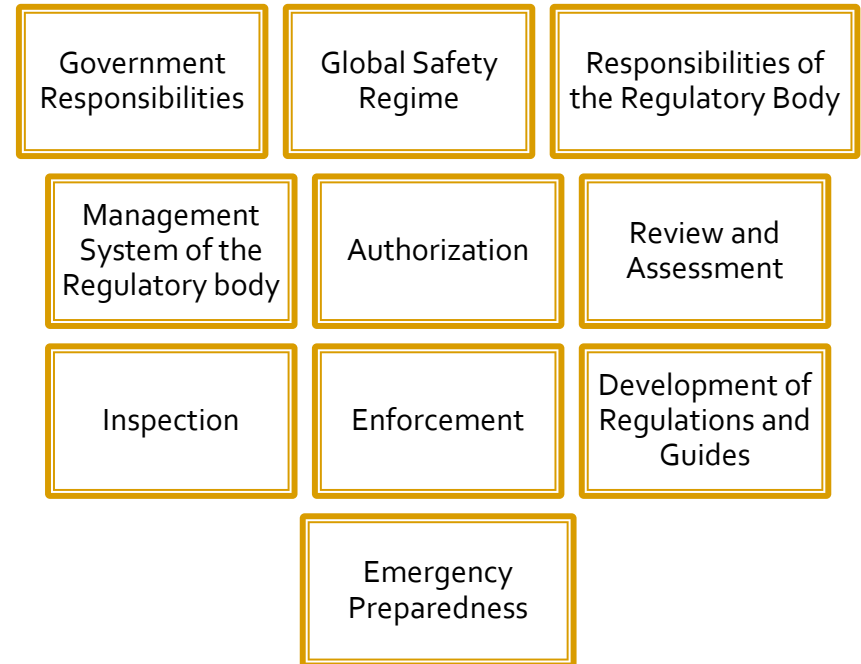 Government
Responsibilities
Global Safety
Regime
Responsibilities of
the Regulatory Body
Management
System of the
Regulatory body
Authorization
Review and
Assessment
Inspection
Enforcement
Development of
Regulations and
Guides
Emergency
Preparedness